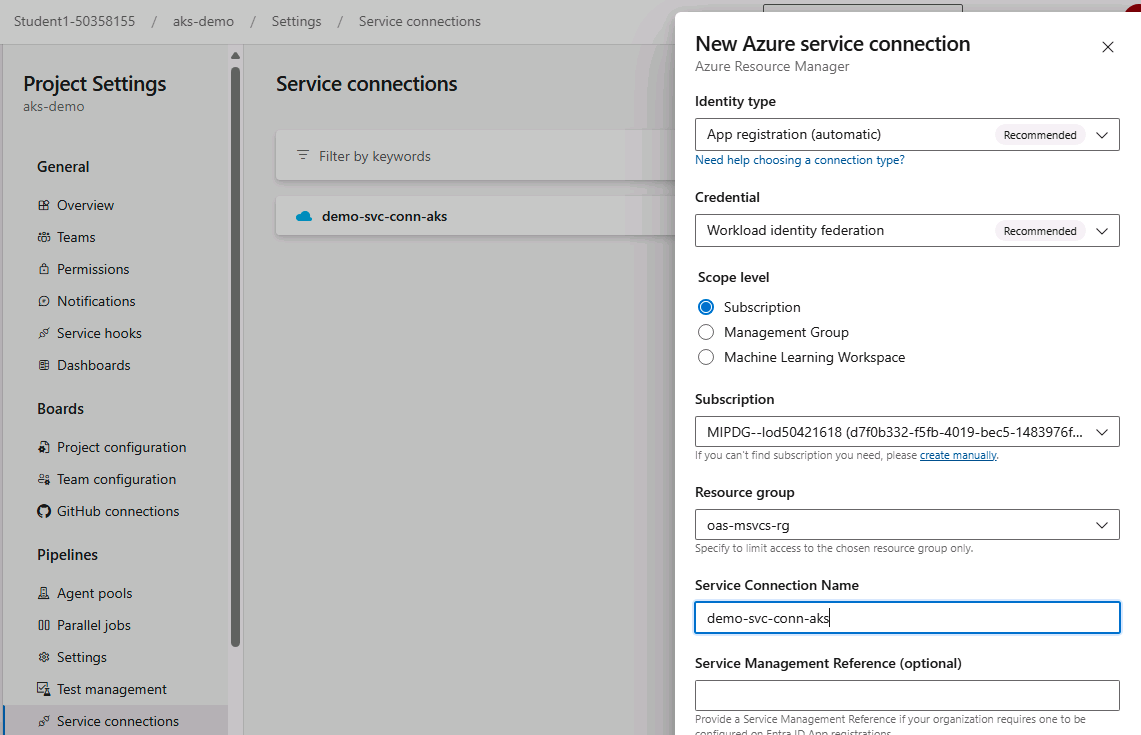 Student1-50358155 / aks-demo / Settings / Service connections
Project Settings
aks-demo
General
Overview
Teams
Permissions
Notifications
Service hooks
Dashboards
Boards
Project configuration
Team configuration
GitHub connections
Pipelines
Agent pools
Parallel jobs
Settings
Test management
Service connections
Service connections
Filter by keywords
demo-svc-conn-aks
New Azure service connection
Azure Resource Manager
Identity type
App registration (automatic) Recommended
Need help choosing a connection type?
Credential
Workload identity federation Recommended
Scope level
Subscription
Management Group
Machine Learning Workspace
Subscription
MIPDG--lod50421618 (d7f0b332-f5fb-4019-bec5-1483976f...
If you can't find subscription you need, please create manually.
Resource group
oas-msvcs-rg
Specify to limit access to the chosen resource group only.
Service Connection Name
demo-svc-conn-aks
Service Management Reference (optional)
Provide a Service Management Reference if your organization requires one to be
configured on Entra ID App registrations.